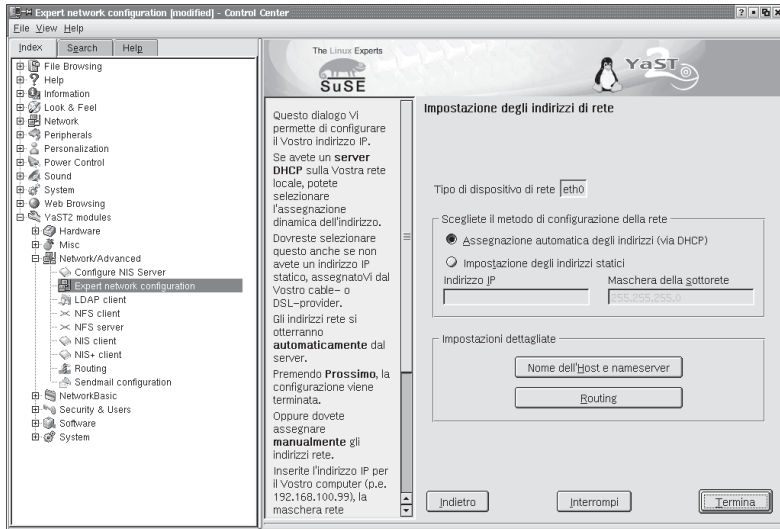 Expert network configuration [modified] - Control Center
File View Help
Index Search Help
File Browsing
Help
Information
Look & Feel
Network
Peripherals
Personalization
Power Control
Sound
System
Web Browsing
YaST2 modules
Hardware
Misc
Network/Advanced
Configure NIS Server
Expert network configuration
LDAP client
NFS client
NFS server
NIS client
NIS+ client
Routing
Sendmail configuration
NetworkBasic
Security & Users
Software
System
The Linux Experts
SuSE
YaST
2
Questo dialogo Vi
permette di configurare
il Vostro indirizzo IP.
Se avete un server
DHCP sulla Vostra rete
locale, potete
selezionare
l'assegnazione
dinamica dell'indirizzo.
Dovreste selezionare
questo anche se non
avete un indirizzo IP
statico, assegnatoVi dal
Vostro cable- o
DSL-provider.
Gli indirizzi rete si
otterranno
automaticamente dal
server.
Premendo Prossimo, la
configurazione viene
terminata.
Oppure dovete
assegnare
manualmente gli
indirizzi rete.
Inserite l'indirizzo IP per
il Vostro computer (p.e.
192.168.100.99), la
maschera rete
Impostazione degli indirizzi di rete
Tipo di dispositivo di rete eth0
Scegliete il metodo di configurazione della rete
Assegnazione automatica degli indirizzi (via DHCP)
Impostazione degli indirizzi statici
Indirizzo IP Maschera della sottorete
255.255.255.0
Impostazioni dettagliate
Nome dell'Host e nameserver
Routing
Indietro Interrompi Termina